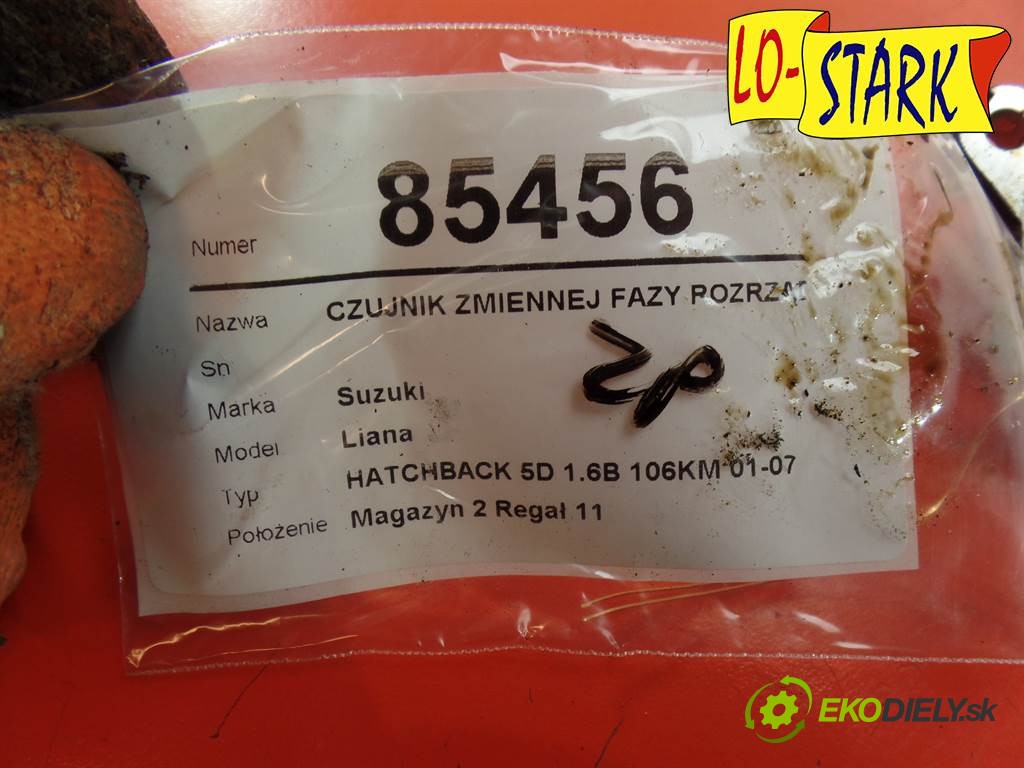 LO-STARK
Numer 85456
Nazwa CZUJNIK ZMIENNEJ FAZY POZRZĄD
Sn
Marka Suzuki
Model Liana
Typ HATCHBACK 5D 1.6B 106KM 01-07
Położenie Magazyn 2 Regał 11
EKODIELY.sk